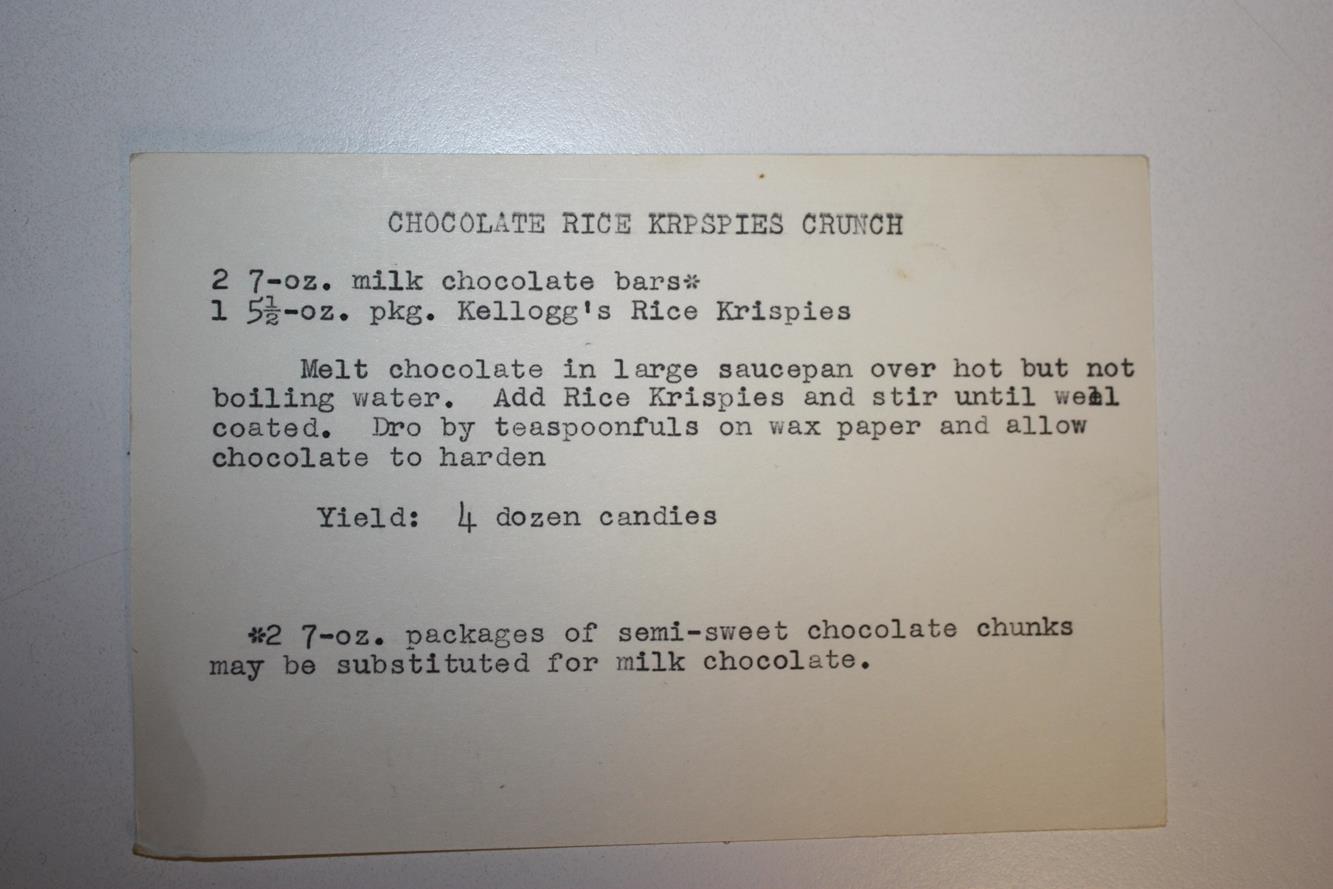 CHOCOLATE RICE KRPSPIES CRUNCH
2 7-oz. milk chocolate bars*
1 5½-oz. pkg. Kellogg's Rice Krispies
Melt chocolate in large saucepan over hot but not
boiling water. Add Rice Krispies and stir until well
coated. Dro by teaspoonfuls on wax paper and allow
chocolate to harden
Yield: 4 dozen candies
*2 7-oz. packages of semi-sweet chocolate chunks
may be substituted for milk chocolate.